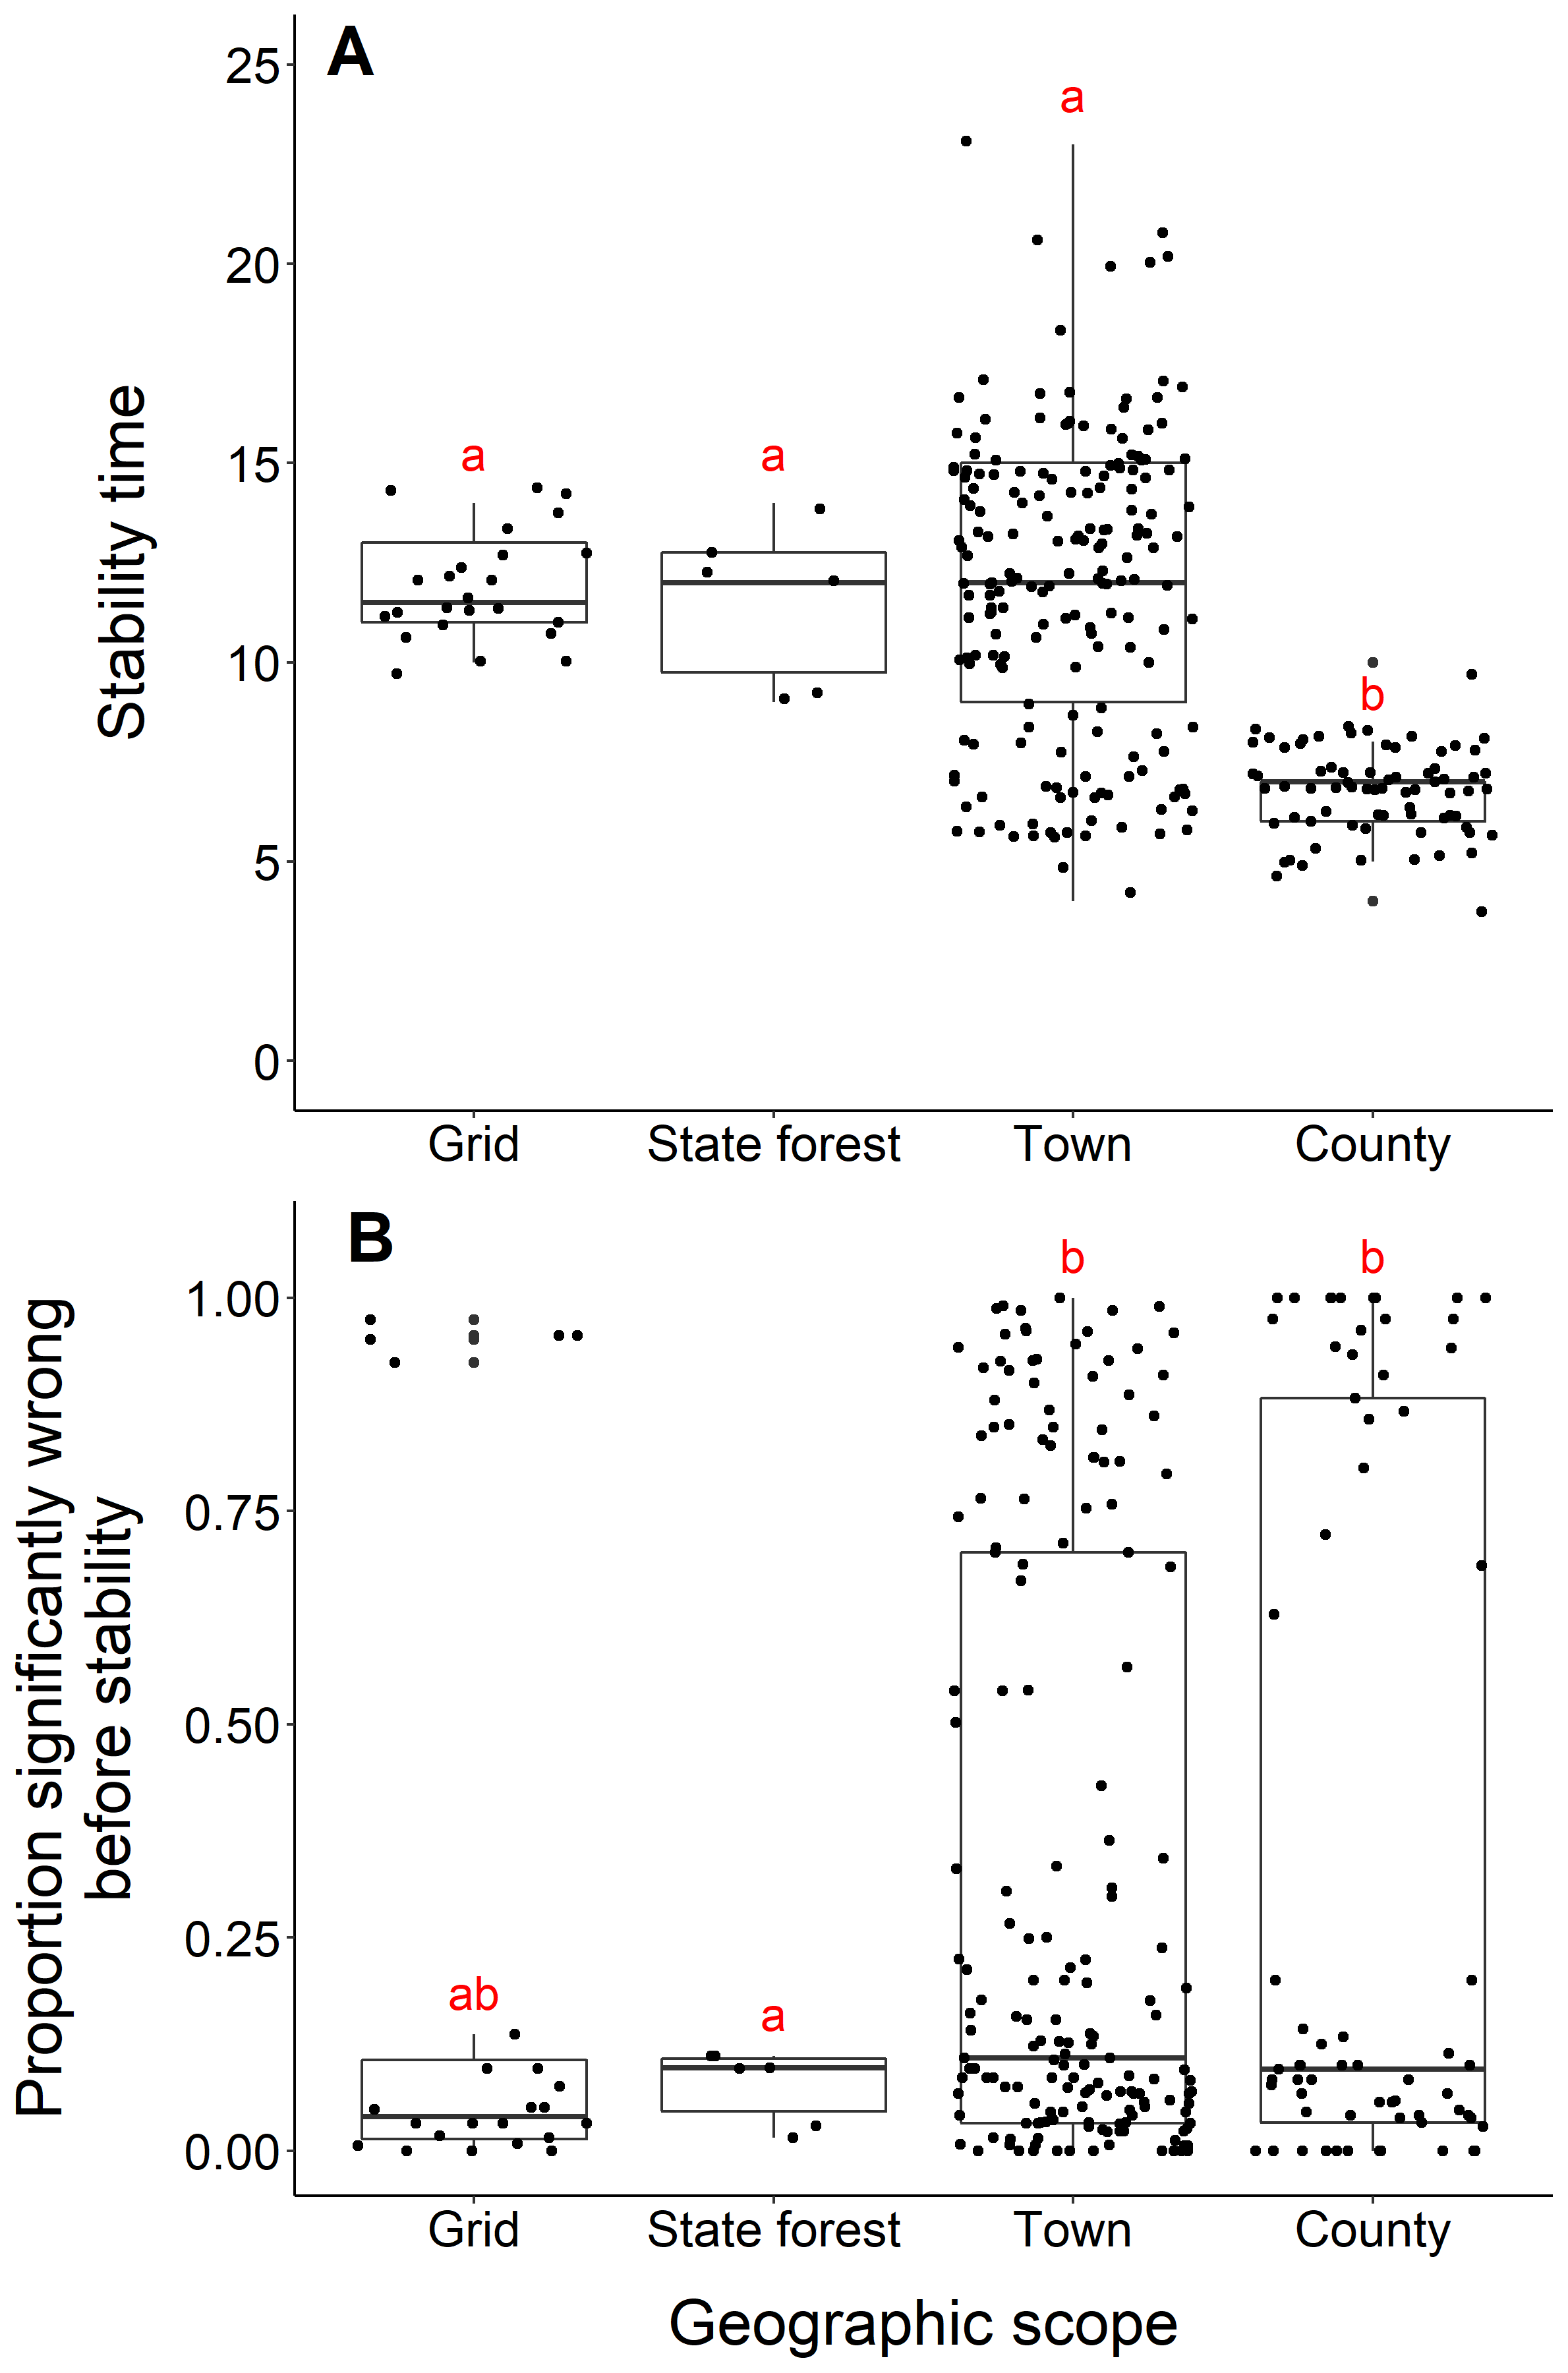 A
25
20
15
10
5
0
Stability time
a
a
a
b
Grid
State forest
Town
County
B
1.00
0.75
0.50
0.25
0.00
Proportion significantly wrong
before stability
ab
a
b
b
Grid
State forest
Town
County
Geographic scope